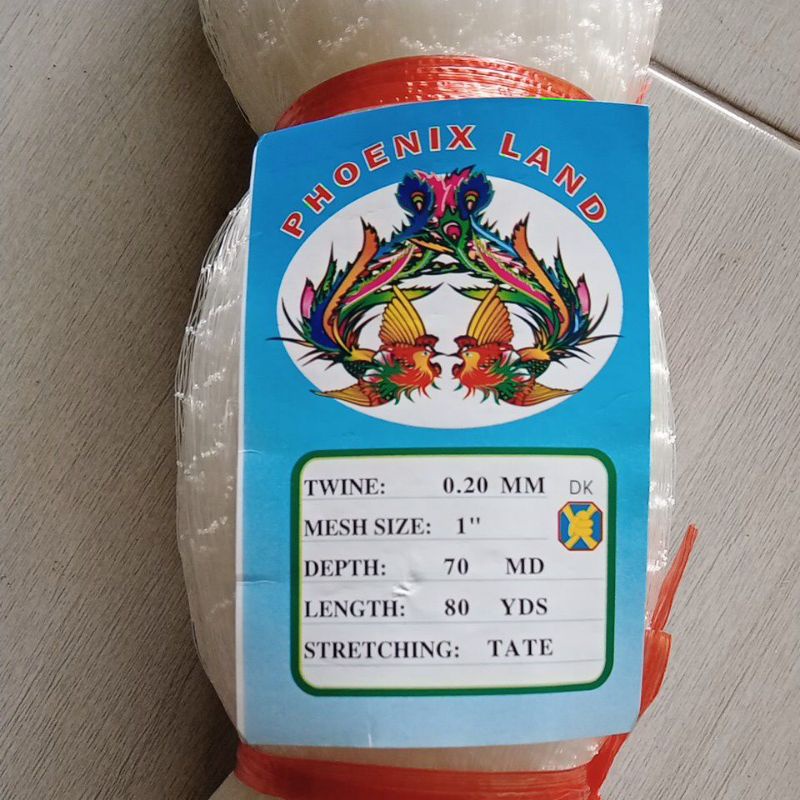 PHOENIX LAND
TWINE: 0.20 MM DK
MESH SIZE: 1"
DEPTH: 70 MD
LENGTH: 80 YDS
STRETCHING: TATE